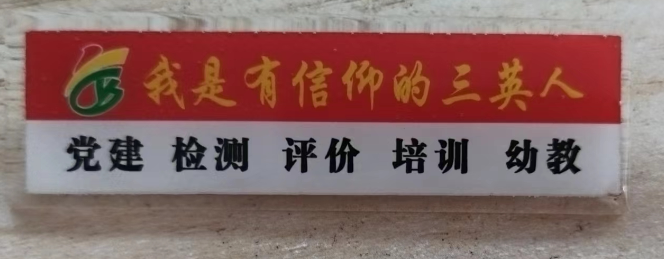 我是有信仰的三英人
党建 检测 评价 培训 幼教